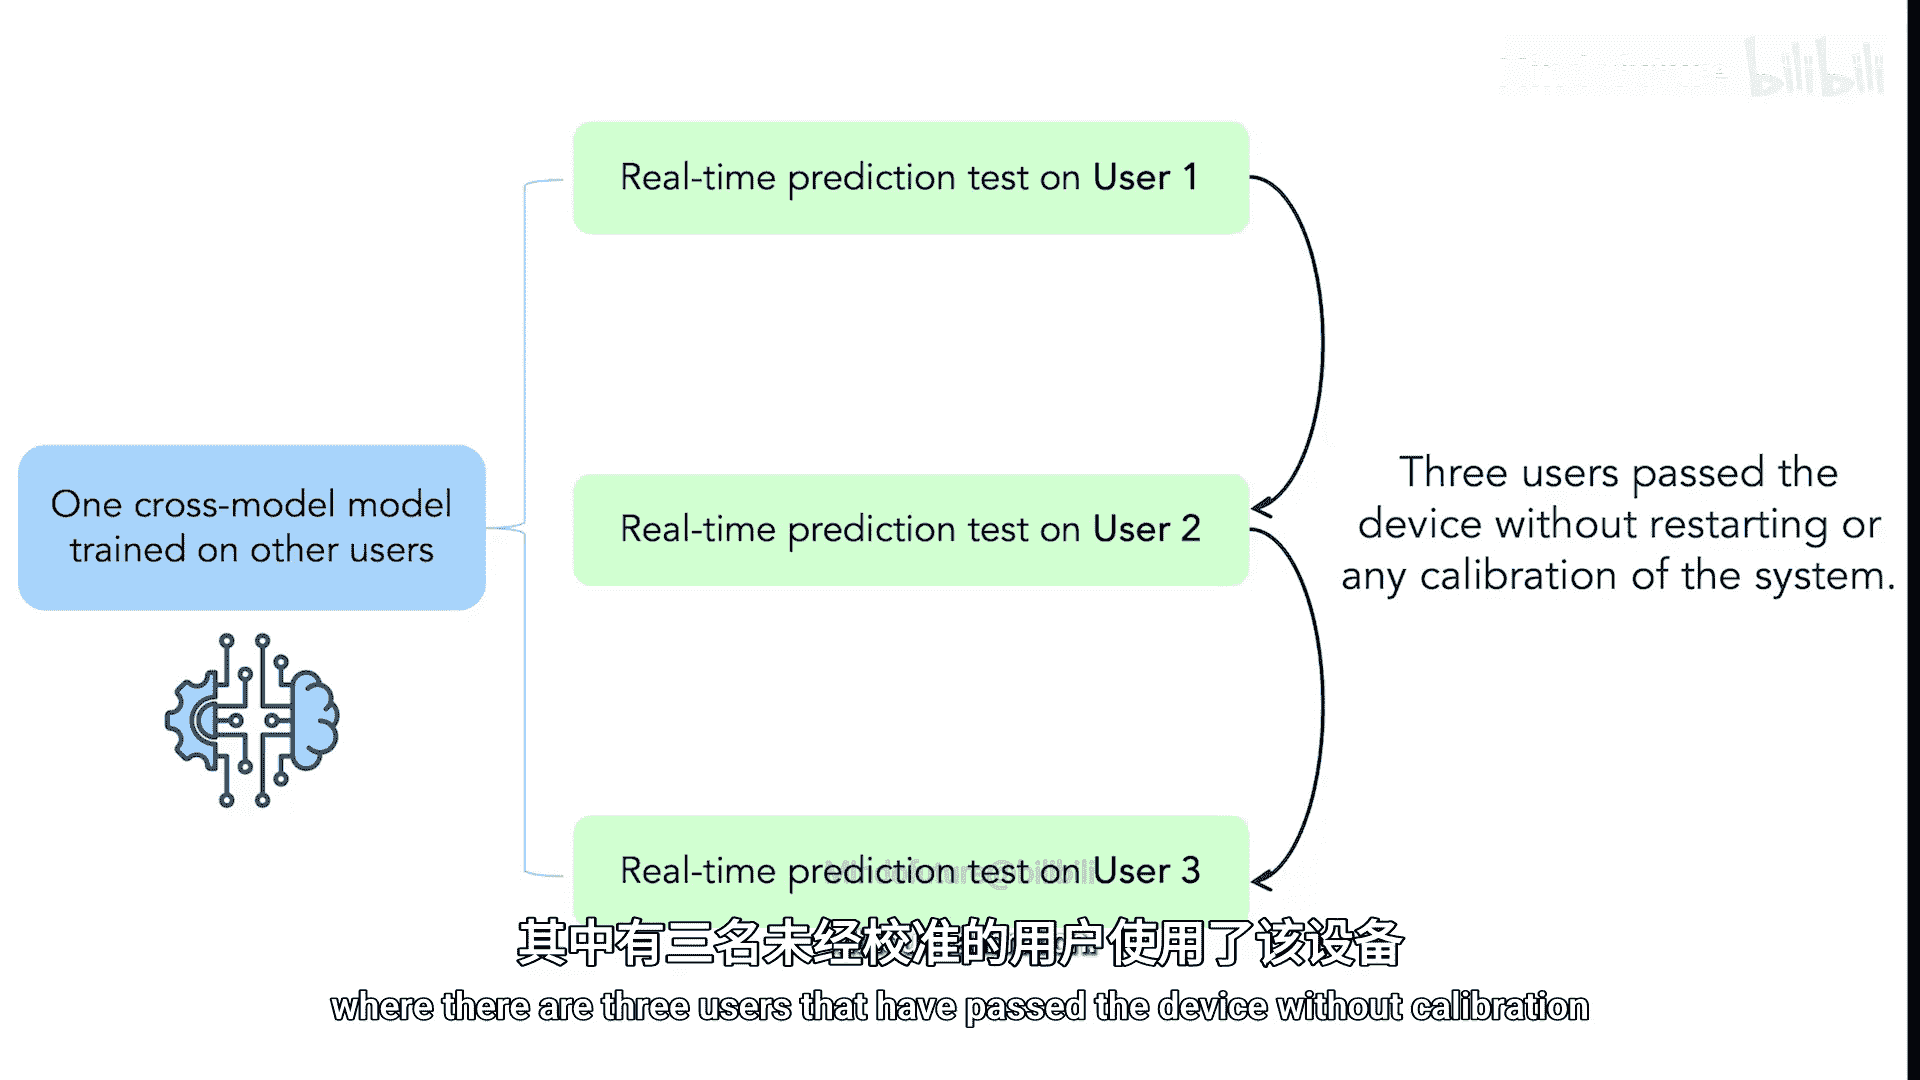 bilibili
Real-time prediction test on User 1
One cross-model model
trained on other users
Real-time prediction test on User 2
Three users passed the
device without restarting or
any calibration of the system.
Real-time prediction test on User 3
其中有三名未经校准的用户使用了该设备
where there are three users that have passed the device without calibration